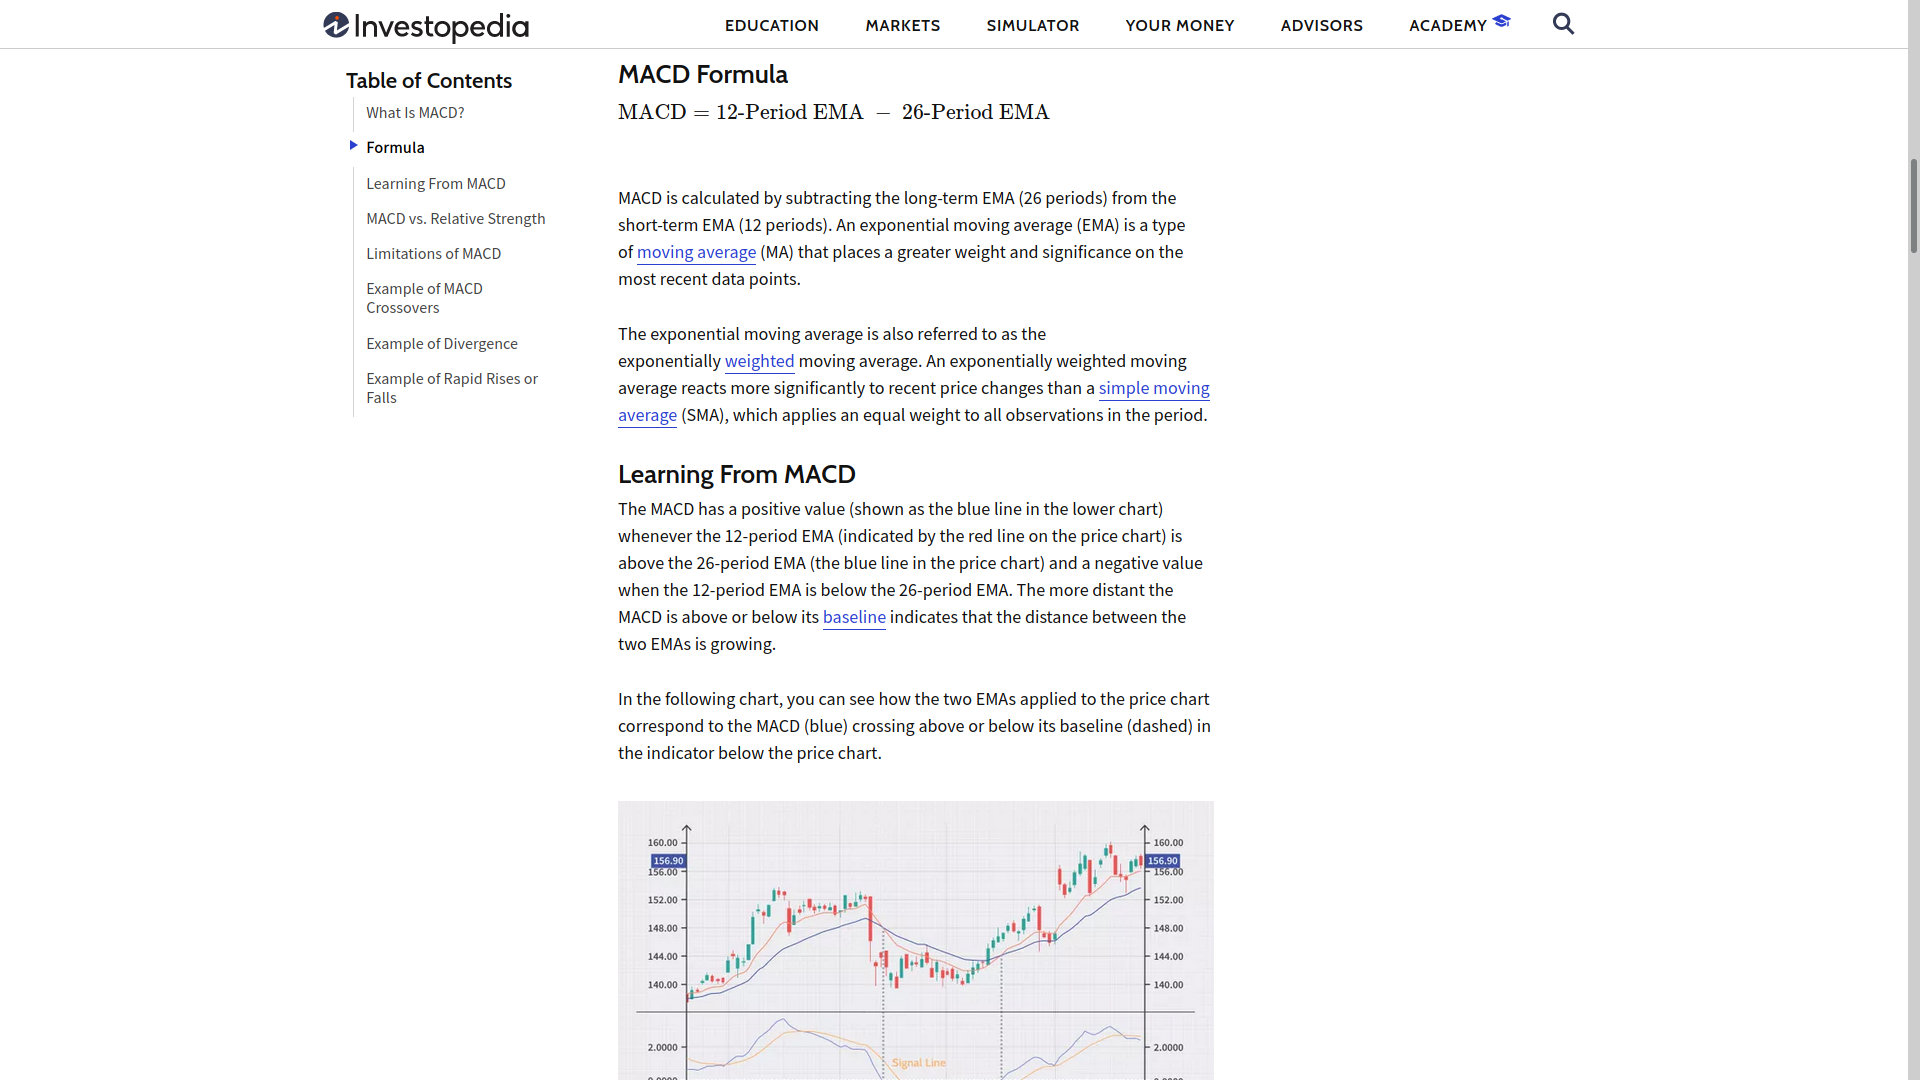 Investopedia
EDUCATION MARKETS SIMULATOR YOUR MONEY ADVISORS ACADEMY
Table of Contents
What Is MACD?
Formula
Learning From MACD
MACD vs. Relative Strength
Limitations of MACD
Example of MACD
Crossovers
Example of Divergence
Example of Rapid Rises or
Falls
MACD Formula
MACD = 12-Period EMA − 26-Period EMA
MACD is calculated by subtracting the long-term EMA (26 periods) from the
short-term EMA (12 periods). An exponential moving average (EMA) is a type
of moving average (MA) that places a greater weight and significance on the
most recent data points.
The exponential moving average is also referred to as the
exponentially weighted moving average. An exponentially weighted moving
average reacts more significantly to recent price changes than a simple moving
average (SMA), which applies an equal weight to all observations in the period.
Learning From MACD
The MACD has a positive value (shown as the blue line in the lower chart)
whenever the 12-period EMA (indicated by the red line on the price chart) is
above the 26-period EMA (the blue line in the price chart) and a negative value
when the 12-period EMA is below the 26-period EMA. The more distant the
MACD is above or below its baseline indicates that the distance between the
two EMAs is growing.
In the following chart, you can see how the two EMAs applied to the price chart
correspond to the MACD (blue) crossing above or below its baseline (dashed) in
the indicator below the price chart.
160.00 160.00
156.90 156.90
156.00 156.00
152.00 152.00
148.00 148.00
144.00 144.00
140.00 140.00
2.0000 2.0000
Signal Line